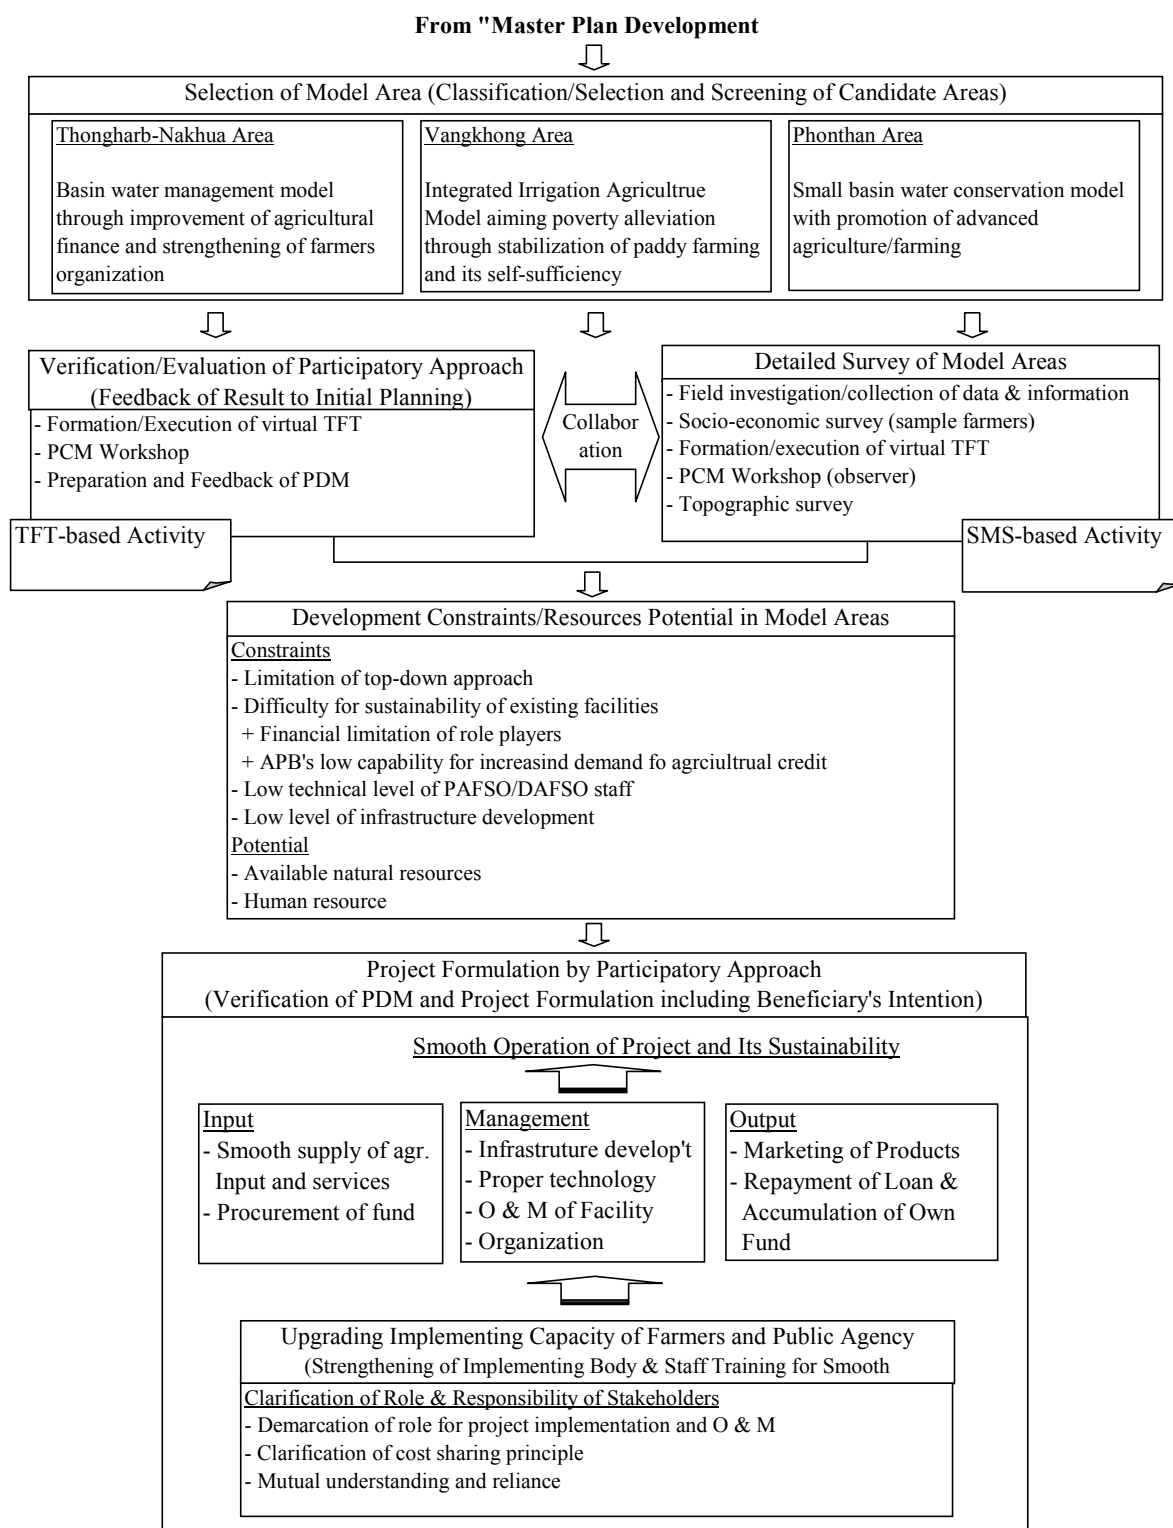 From "Master Plan Development
Selection of Model Area (Classification/Selection and Screening of Candidate Areas)
Thongharb-Nakhua Area
Basin water management model
through improvement of agricultural
finance and strengthening of farmers
organization
Vangkhong Area
Integrated Irrigation Agricultrue
Model aiming poverty alleviation
through stabilization of paddy farming
and its self-sufficiency
Phonthan Area
Small basin water conservation model
with promotion of advanced
agriculture/farming
Verification/Evaluation of Participatory Approach
(Feedback of Result to Initial Planning)
- Formation/Execution of virtual TFT
- PCM Workshop
- Preparation and Feedback of PDM
TFT-based Activity
Collabor
ation
Detailed Survey of Model Areas
- Field investigation/collection of data & information
- Socio-economic survey (sample farmers)
- Formation/execution of virtual TFT
- PCM Workshop (observer)
- Topographic survey
SMS-based Activity
Development Constraints/Resources Potential in Model Areas
Constraints
- Limitation of top-down approach
- Difficulty for sustainability of existing facilities
+ Financial limitation of role players
+ APB's low capability for increasind demand fo agrciultrual credit
- Low technical level of PAFSO/DAFSO staff
- Low level of infrastructure development
Potential
- Available natural resources
- Human resource
Project Formulation by Participatory Approach
(Verification of PDM and Project Formulation including Beneficiary's Intention)
Smooth Operation of Project and Its Sustainability
Input
- Smooth supply of agr.
Input and services
- Procurement of fund
Management
- Infrastruture develop't
- Proper technology
- O & M of Facility
- Organization
Output
- Marketing of Products
- Repayment of Loan &
Accumulation of Own
Fund
Upgrading Implementing Capacity of Farmers and Public Agency
(Strengthening of Implementing Body & Staff Training for Smooth
Clarification of Role & Responsibility of Stakeholders
- Demarcation of role for project implementation and O & M
- Clarification of cost sharing principle
- Mutual understanding and reliance